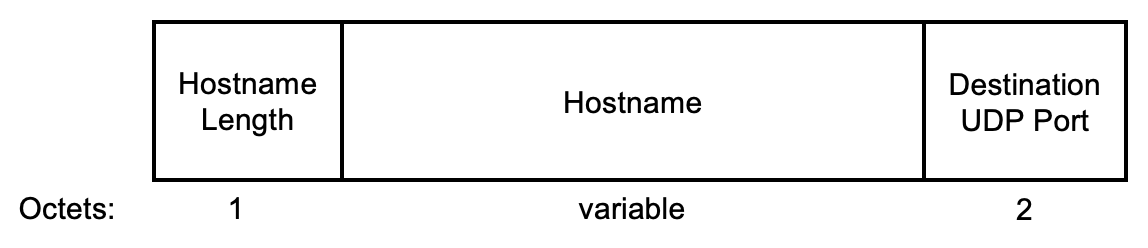 Hostname
Length
Hostname
Destination
UDP Port
Octets: 1 variable 2